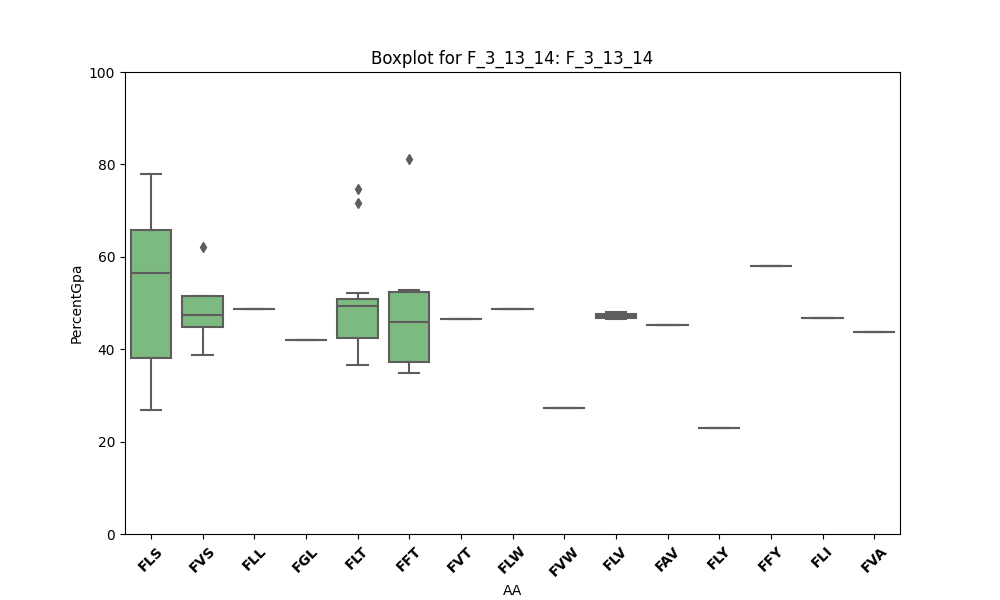 Boxplot for F_3_13_14: F_3_13_14
100
80
60
40
20
0
PercentGpa
FLS FVS FLL FGL FLT FFT FVT FLW FVW FLV FAV FLY FFY FLI FVA
AA